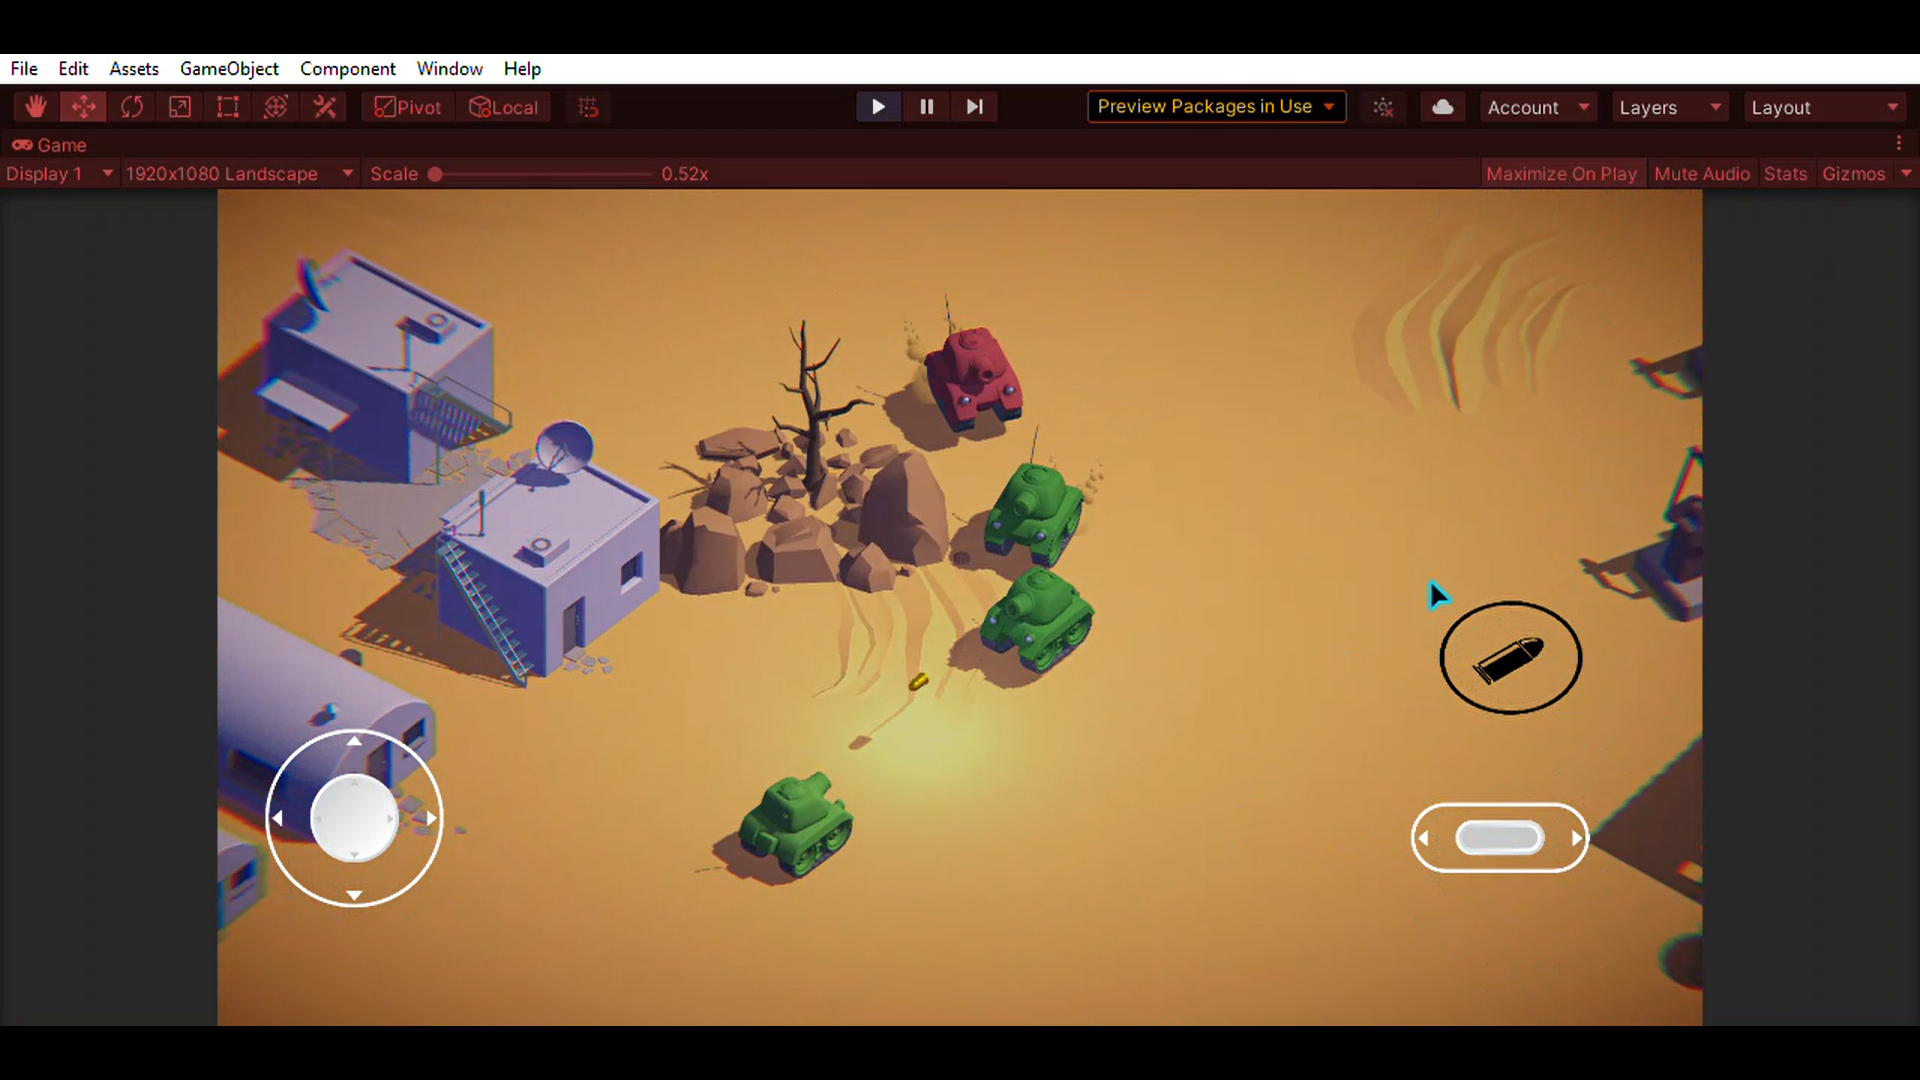 File Edit Assets GameObject Component Window Help
Pivot Local Preview Packages in Use Account Layers Layout
Game
Display 1 1920x1080 Landscape Scale 0.52x Maximize On Play Mute Audio Stats Gizmos